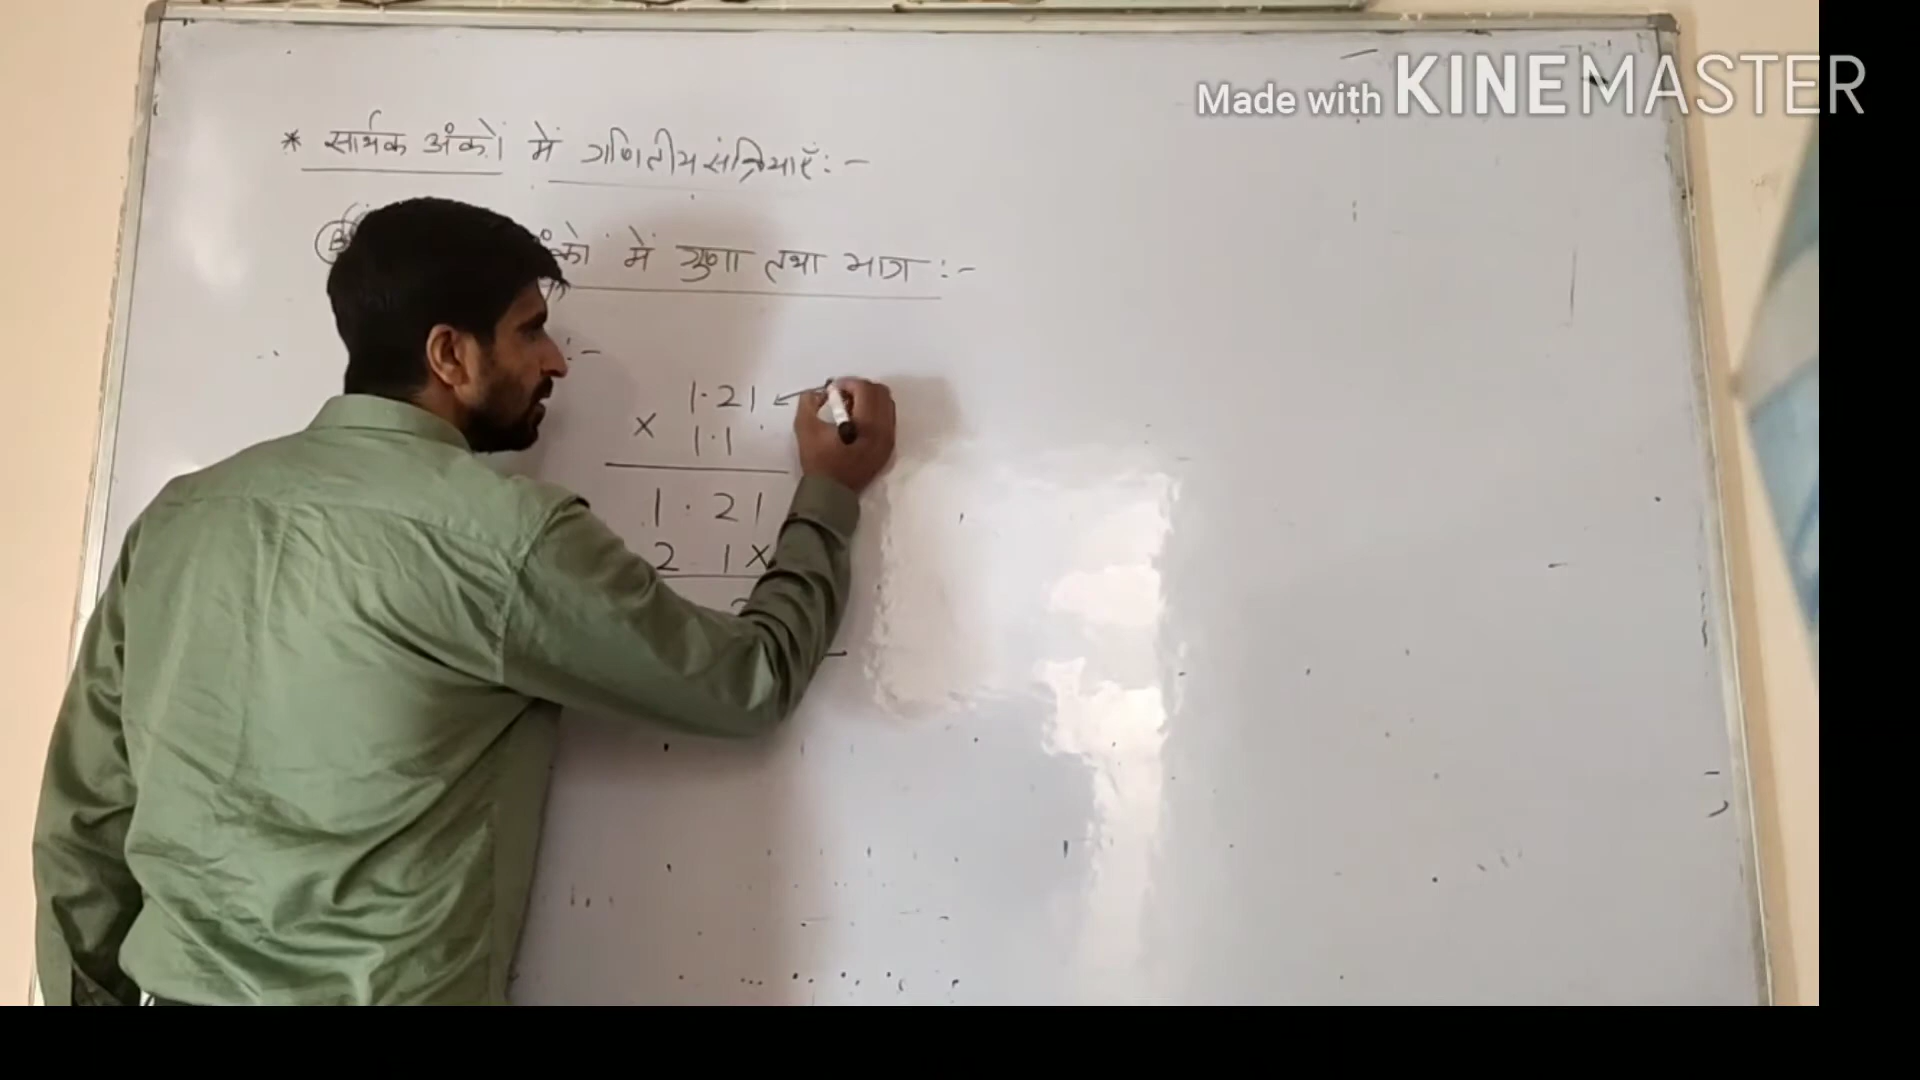 Made with KINEMASTER
* सार्थक अंकों में गणितीय संक्रियाएँ :-
B को में गुणा तथा भाग :-
:-
1.21
× 1.1
1.21
2 1×